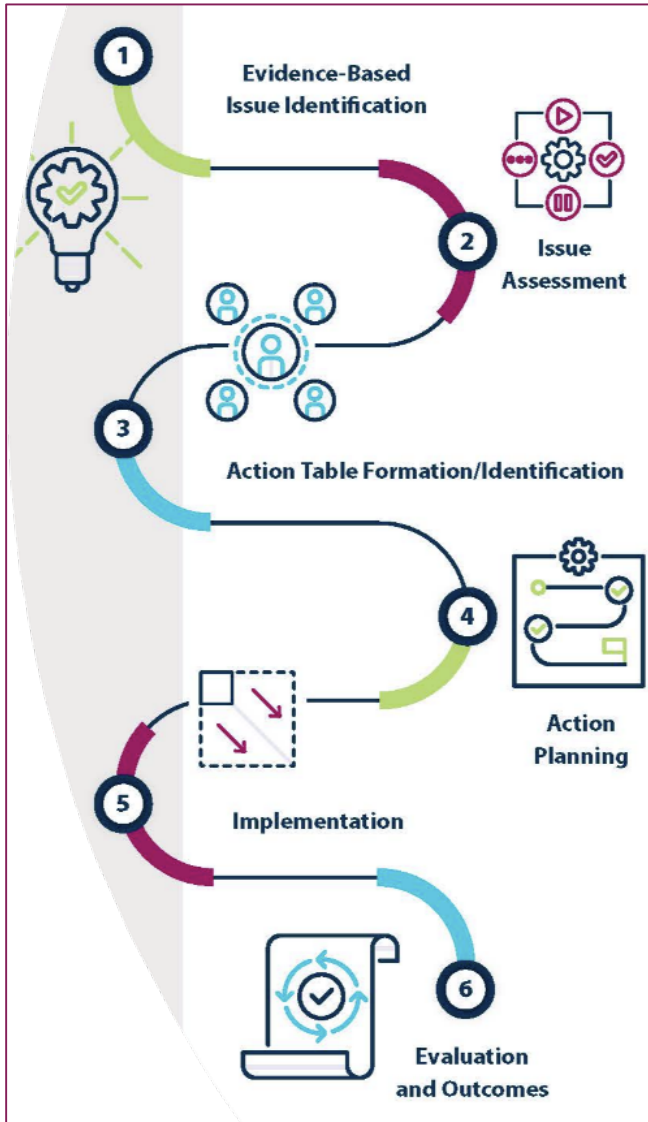 1
Evidence-Based
Issue Identification
2
Issue
Assessment
3
Action Table Formation/Identification
4
Action
Planning
5
Implementation
6
Evaluation
and Outcomes